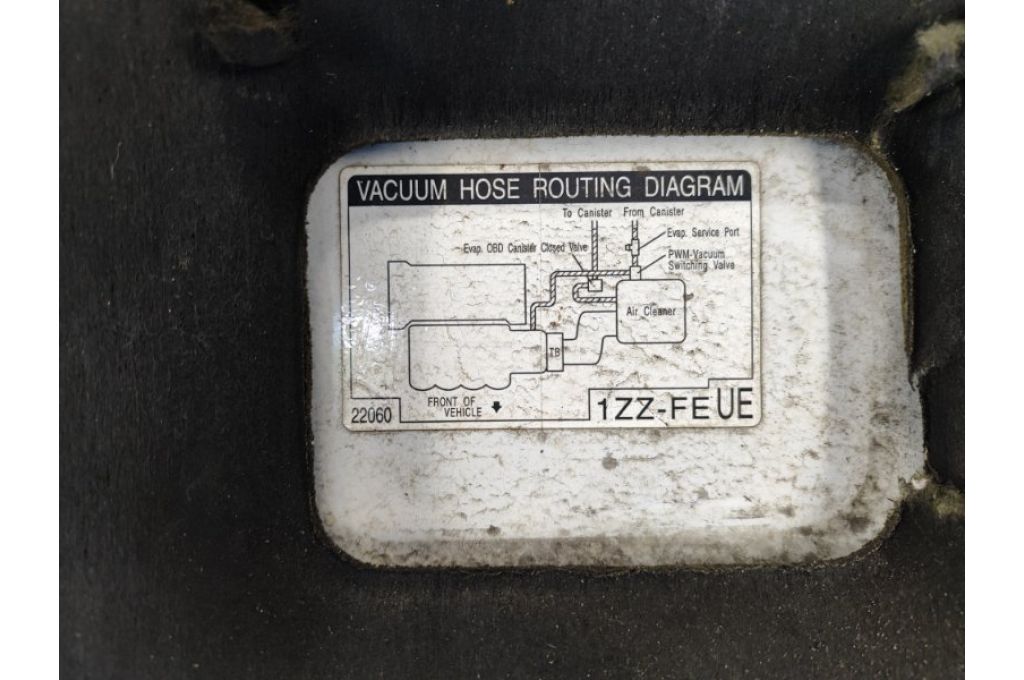 VACUUM HOSE ROUTING DIAGRAM
To Canister From Canister
Evap. Service Port
Evap. OBD Canister Closed Valve
PWM-Vacuum
Switching Valve
Air Cleaner
TB
FRONT OF
VEHICLE
22060
1ZZ-FE UE